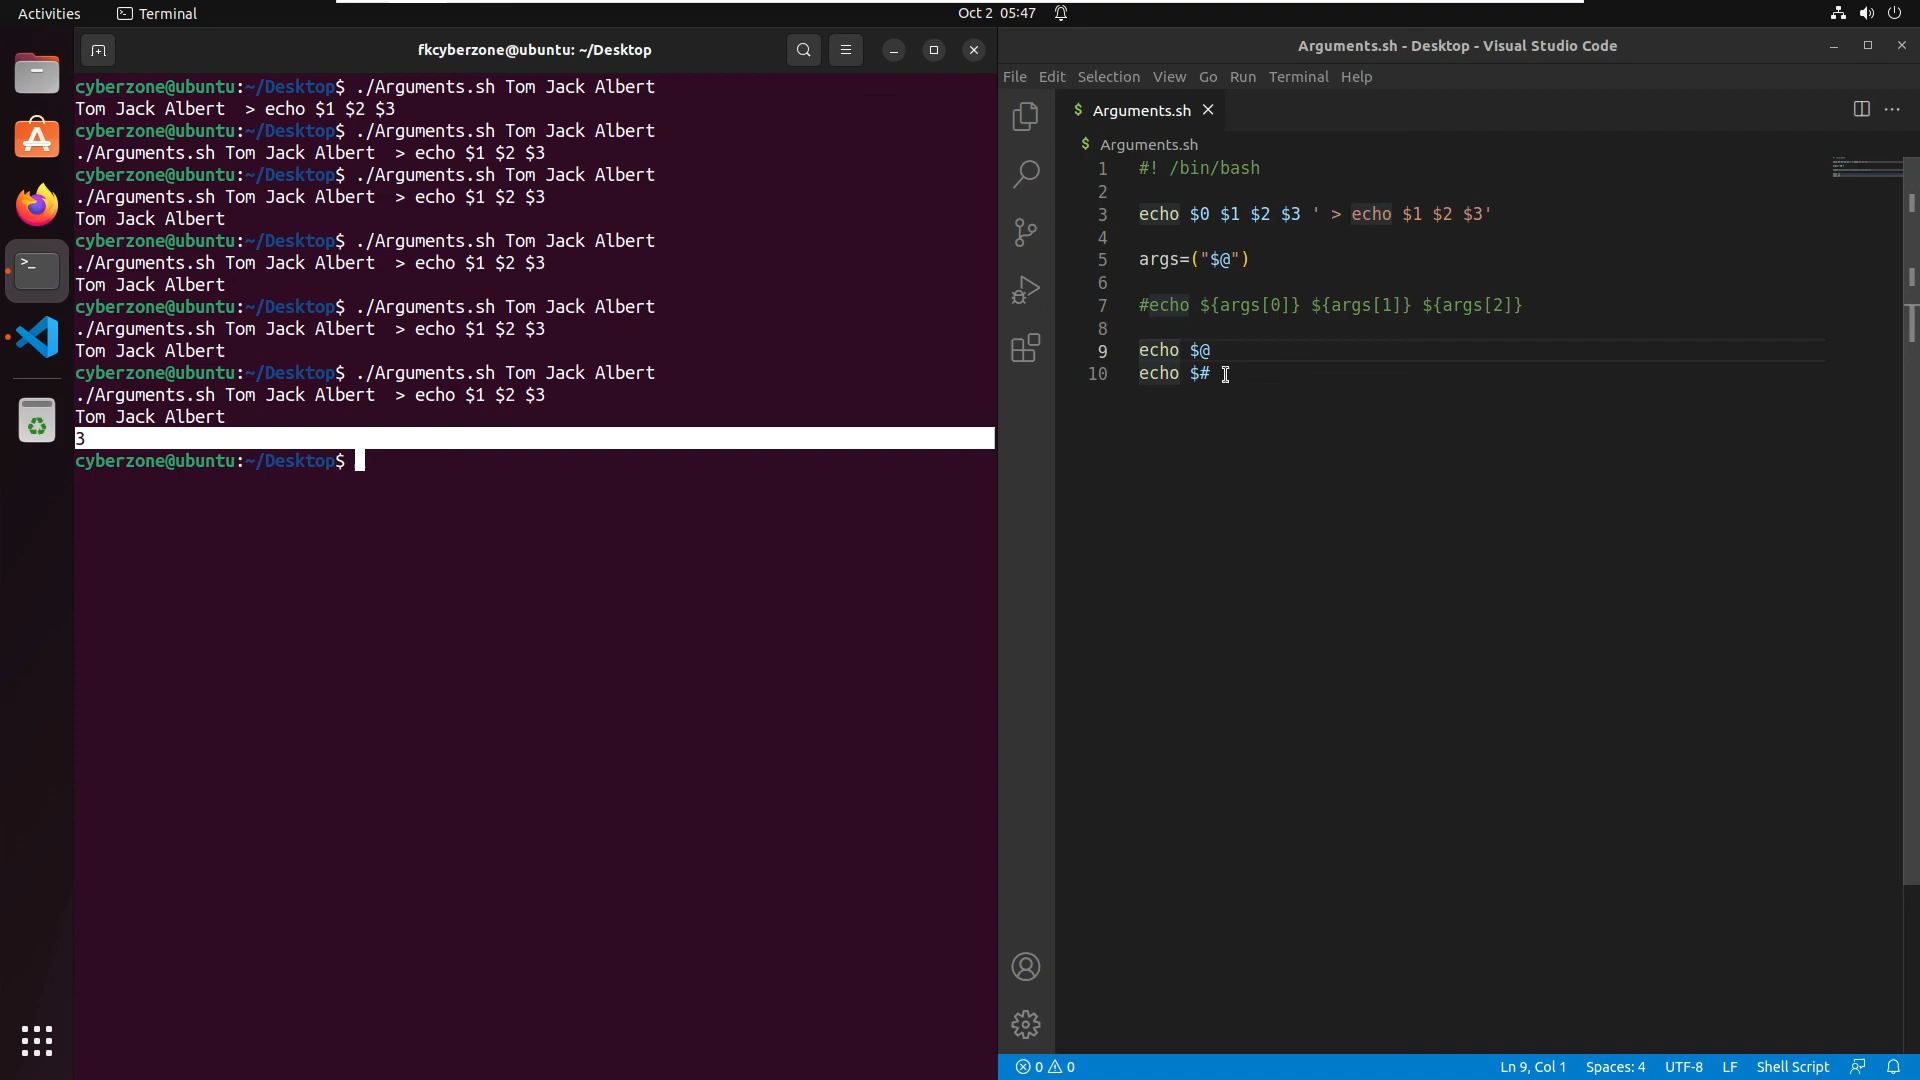 Activities Terminal Oct 2 05:47
fkcyberzone@ubuntu: ~/Desktop
cyberzone@ubuntu:~/Desktop$ ./Arguments.sh Tom Jack Albert
Tom Jack Albert  > echo $1 $2 $3
cyberzone@ubuntu:~/Desktop$ ./Arguments.sh Tom Jack Albert
./Arguments.sh Tom Jack Albert  > echo $1 $2 $3
cyberzone@ubuntu:~/Desktop$ ./Arguments.sh Tom Jack Albert
./Arguments.sh Tom Jack Albert  > echo $1 $2 $3
Tom Jack Albert
cyberzone@ubuntu:~/Desktop$ ./Arguments.sh Tom Jack Albert
./Arguments.sh Tom Jack Albert  > echo $1 $2 $3
Tom Jack Albert
cyberzone@ubuntu:~/Desktop$ ./Arguments.sh Tom Jack Albert
./Arguments.sh Tom Jack Albert  > echo $1 $2 $3
Tom Jack Albert
cyberzone@ubuntu:~/Desktop$ ./Arguments.sh Tom Jack Albert
./Arguments.sh Tom Jack Albert  > echo $1 $2 $3
Tom Jack Albert
3
cyberzone@ubuntu:~/Desktop$
Arguments.sh - Desktop - Visual Studio Code
File Edit Selection View Go Run Terminal Help
$ Arguments.sh
$ Arguments.sh
1 #! /bin/bash
2
3 echo $0 $1 $2 $3 ' > echo $1 $2 $3'
4
5 args=("$@")
6
7 #echo ${args[0]} ${args[1]} ${args[2]}
8
9 echo $@
10 echo $#
0 0 Ln 9, Col 1 Spaces: 4 UTF-8 LF Shell Script